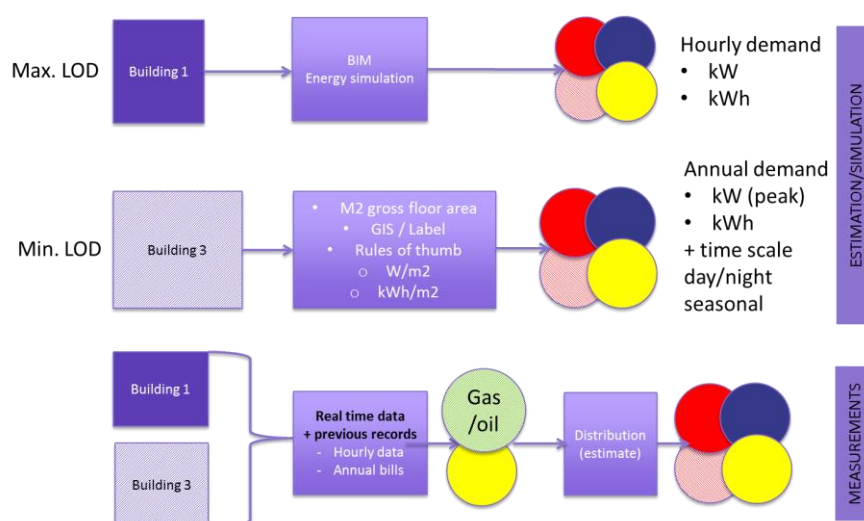 Max. LOD
Building 1
BIM
Energy simulation
Hourly demand
• kW
• kWh
ESTIMATION/SIMULATION
Min. LOD
Building 3
• M2 gross floor area
• GIS / Label
• Rules of thumb
o W/m2
o kWh/m2
Annual demand
• kW (peak)
• kWh
+ time scale
day/night
seasonal
Building 1
Building 3
Real time data
+ previous records
- Hourly data
- Annual bills
Gas
/oil
Distribution
(estimate)
MEASUREMENTS